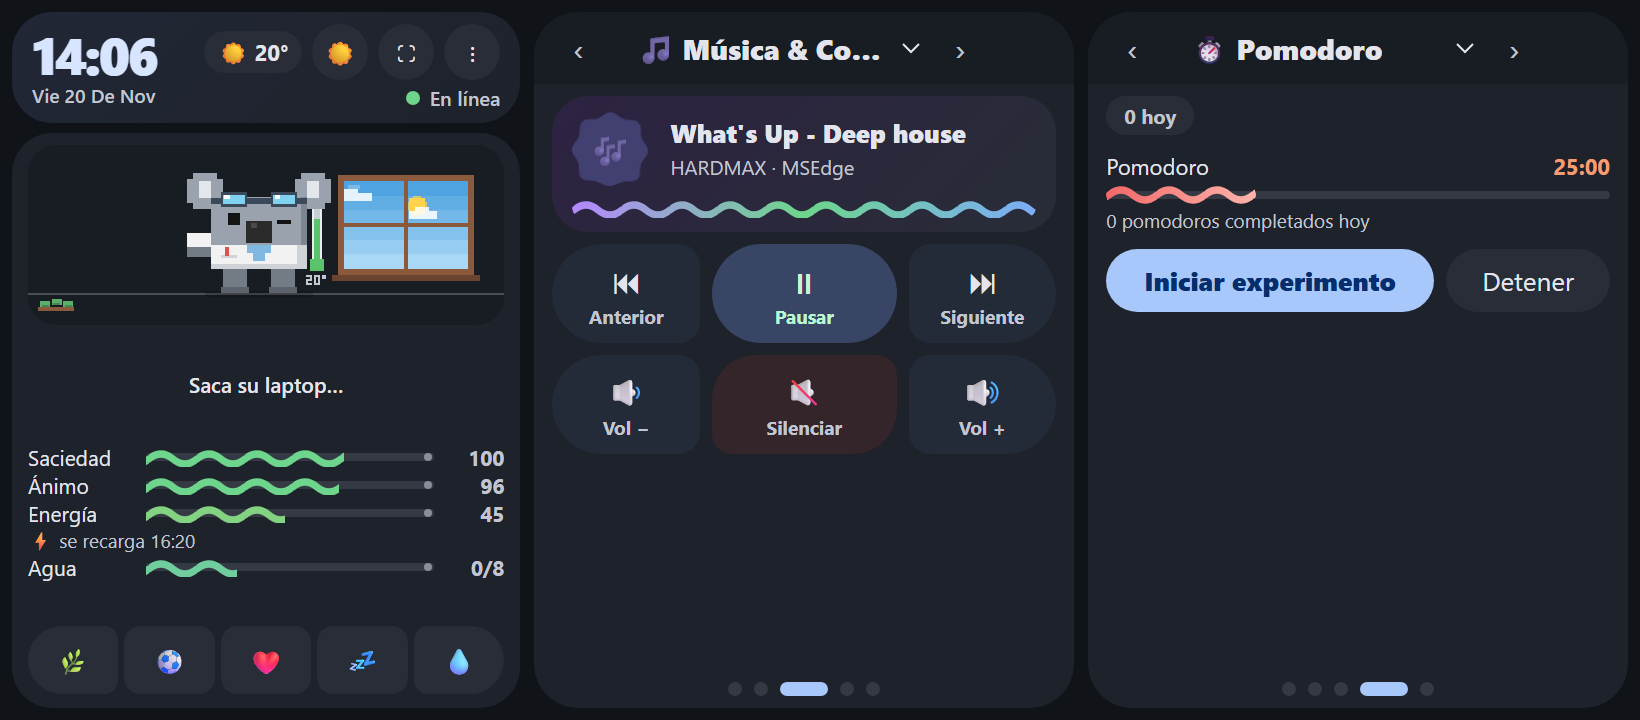 14:06
20°
Vie 20 De Nov
En línea
20°
Saca su laptop...
Saciedad 100
Ánimo 96
Energía 45
se recarga 16:20
Agua 0/8
Música & Co...
What's Up - Deep house
HARDMAX · MSEdge
Anterior
Pausar
Siguiente
Vol −
Silenciar
Vol +
Pomodoro
0 hoy
Pomodoro 25:00
0 pomodoros completados hoy
Iniciar experimento
Detener